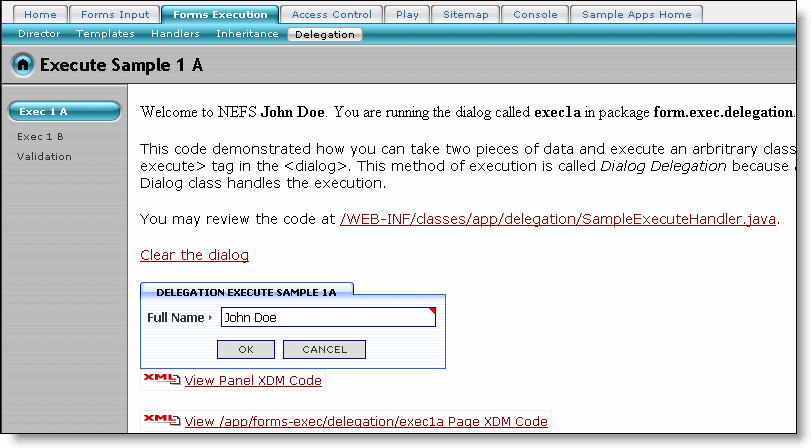 Home Forms Input Forms Execution Access Control Play Sitemap Console Sample Apps Home
Director Templates Handlers Inheritance Delegation
Execute Sample 1 A
Exec 1 A
Exec 1 B
Validation
Welcome to NEFS John Doe. You are running the dialog called exec1a in package form.exec.delegation.
This code demonstrated how you can take two pieces of data and execute an arbritrary class
execute> tag in the <dialog>. This method of execution is called Dialog Delegation because
Dialog class handles the execution.
You may review the code at /WEB-INF/classes/app/delegation/SampleExecuteHandler.java.
Clear the dialog
DELEGATION EXECUTE SAMPLE 1A
Full Name John Doe
OK CANCEL
XML View Panel XDM Code
XML View /app/forms-exec/delegation/exec1a Page XDM Code